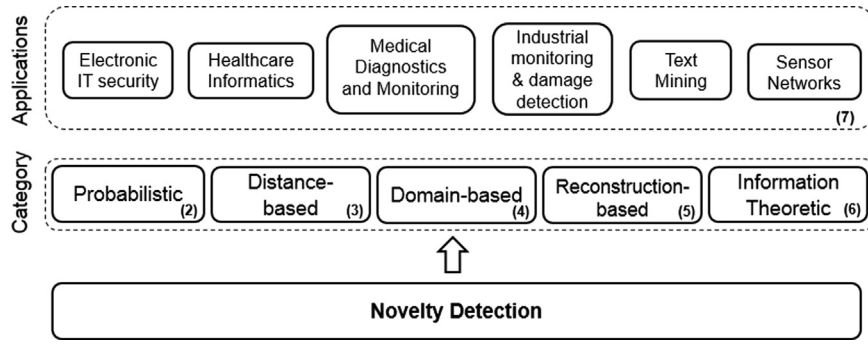 Applications
Electronic
IT security
Healthcare
Informatics
Medical
Diagnostics
and Monitoring
Industrial
monitoring
& damage
detection
Text
Mining
Sensor
Networks
(7)
Category
Probabilistic
(2)
Distance-
based
(3)
Domain-based
(4)
Reconstruction-
based
(5)
Information
Theoretic
(6)
Novelty Detection